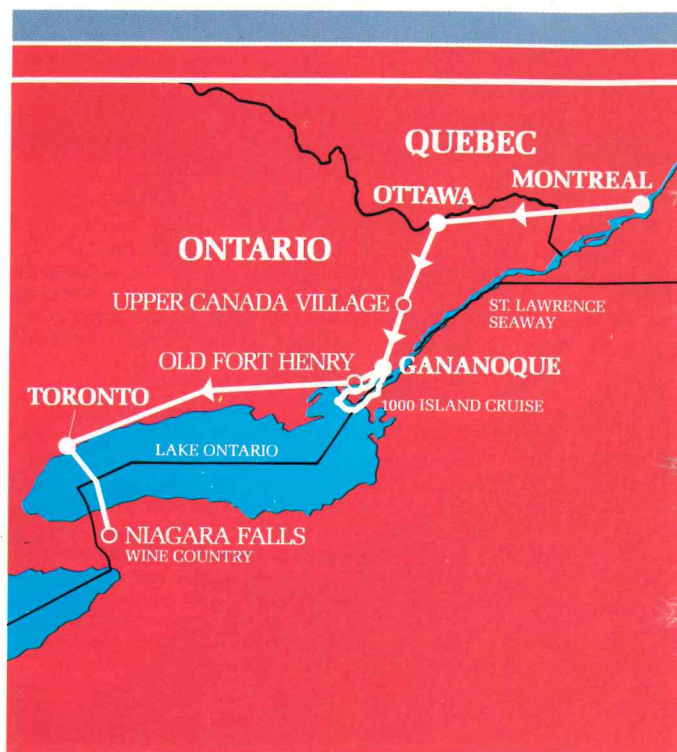 QUEBEC
MONTREAL
OTTAWA
ONTARIO
UPPER CANADA VILLAGE
ST. LAWRENCE
SEAWAY
OLD FORT HENRY
GANANOQUE
TORONTO
1000 ISLAND CRUISE
LAKE ONTARIO
NIAGARA FALLS
WINE COUNTRY